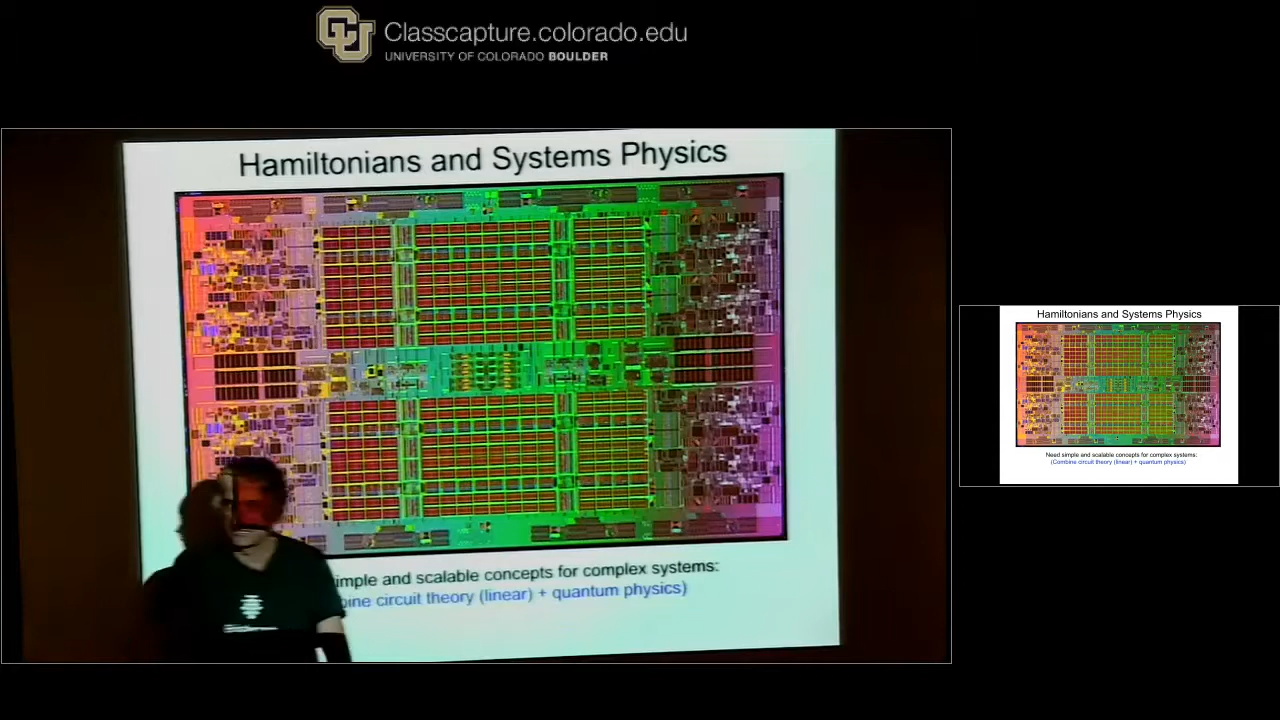 Classcapture.colorado.edu
UNIVERSITY OF COLORADO BOULDER
Hamiltonians and Systems Physics
imple and scalable concepts for complex systems:
bine circuit theory (linear) + quantum physics)
Hamiltonians and Systems Physics
Need simple and scalable concepts for complex systems:
(Combine circuit theory (linear) + quantum physics)